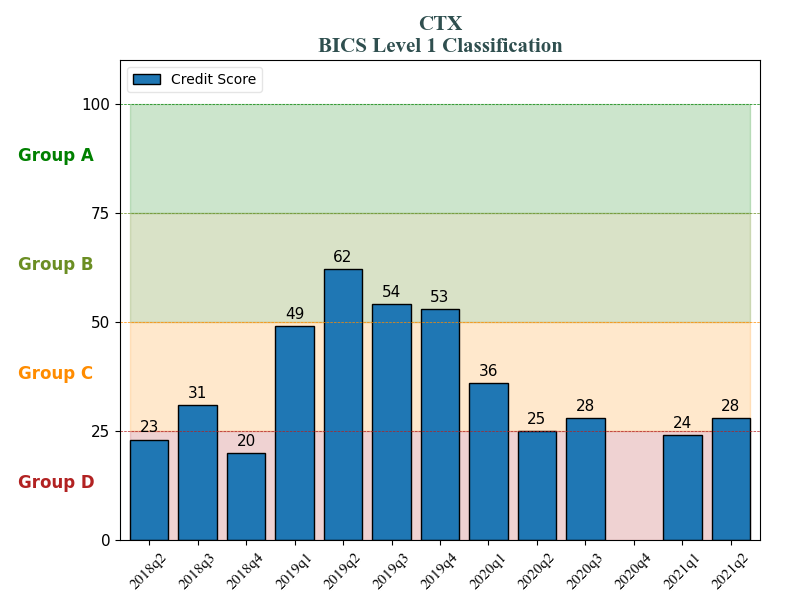 CTX
BICS Level 1 Classification
Credit Score
100
Group A
75
Group B
62
54
53
50
49
Group C
36
31
28
28
25
25
24
23
20
Group D
0
2018q2
2018q3
2018q4
2019q1
2019q2
2019q3
2019q4
2020q1
2020q2
2020q3
2020q4
2021q1
2021q2